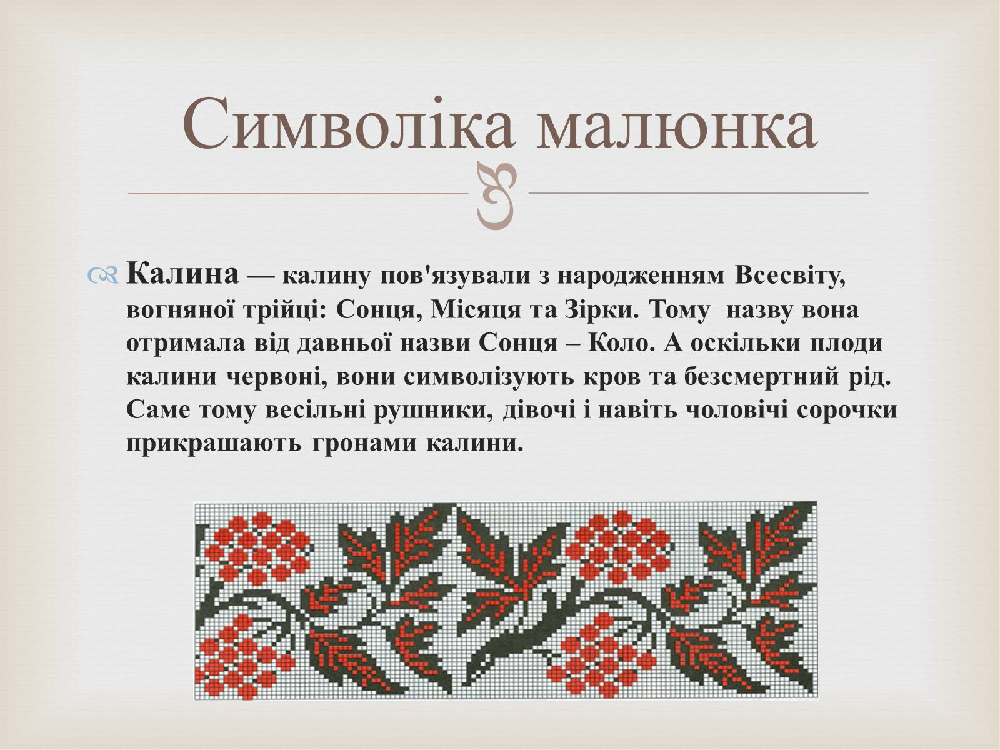 Символіка малюнка
Калина — калину пов'язували з народженням Всесвіту,
вогняної трійці: Сонця, Місяця та Зірки. Тому  назву вона
отримала від давньої назви Сонця – Коло. А оскільки плоди
калини червоні, вони символізують кров та безсмертний рід.
Саме тому весільні рушники, дівочі і навіть чоловічі сорочки
прикрашають гронами калини.